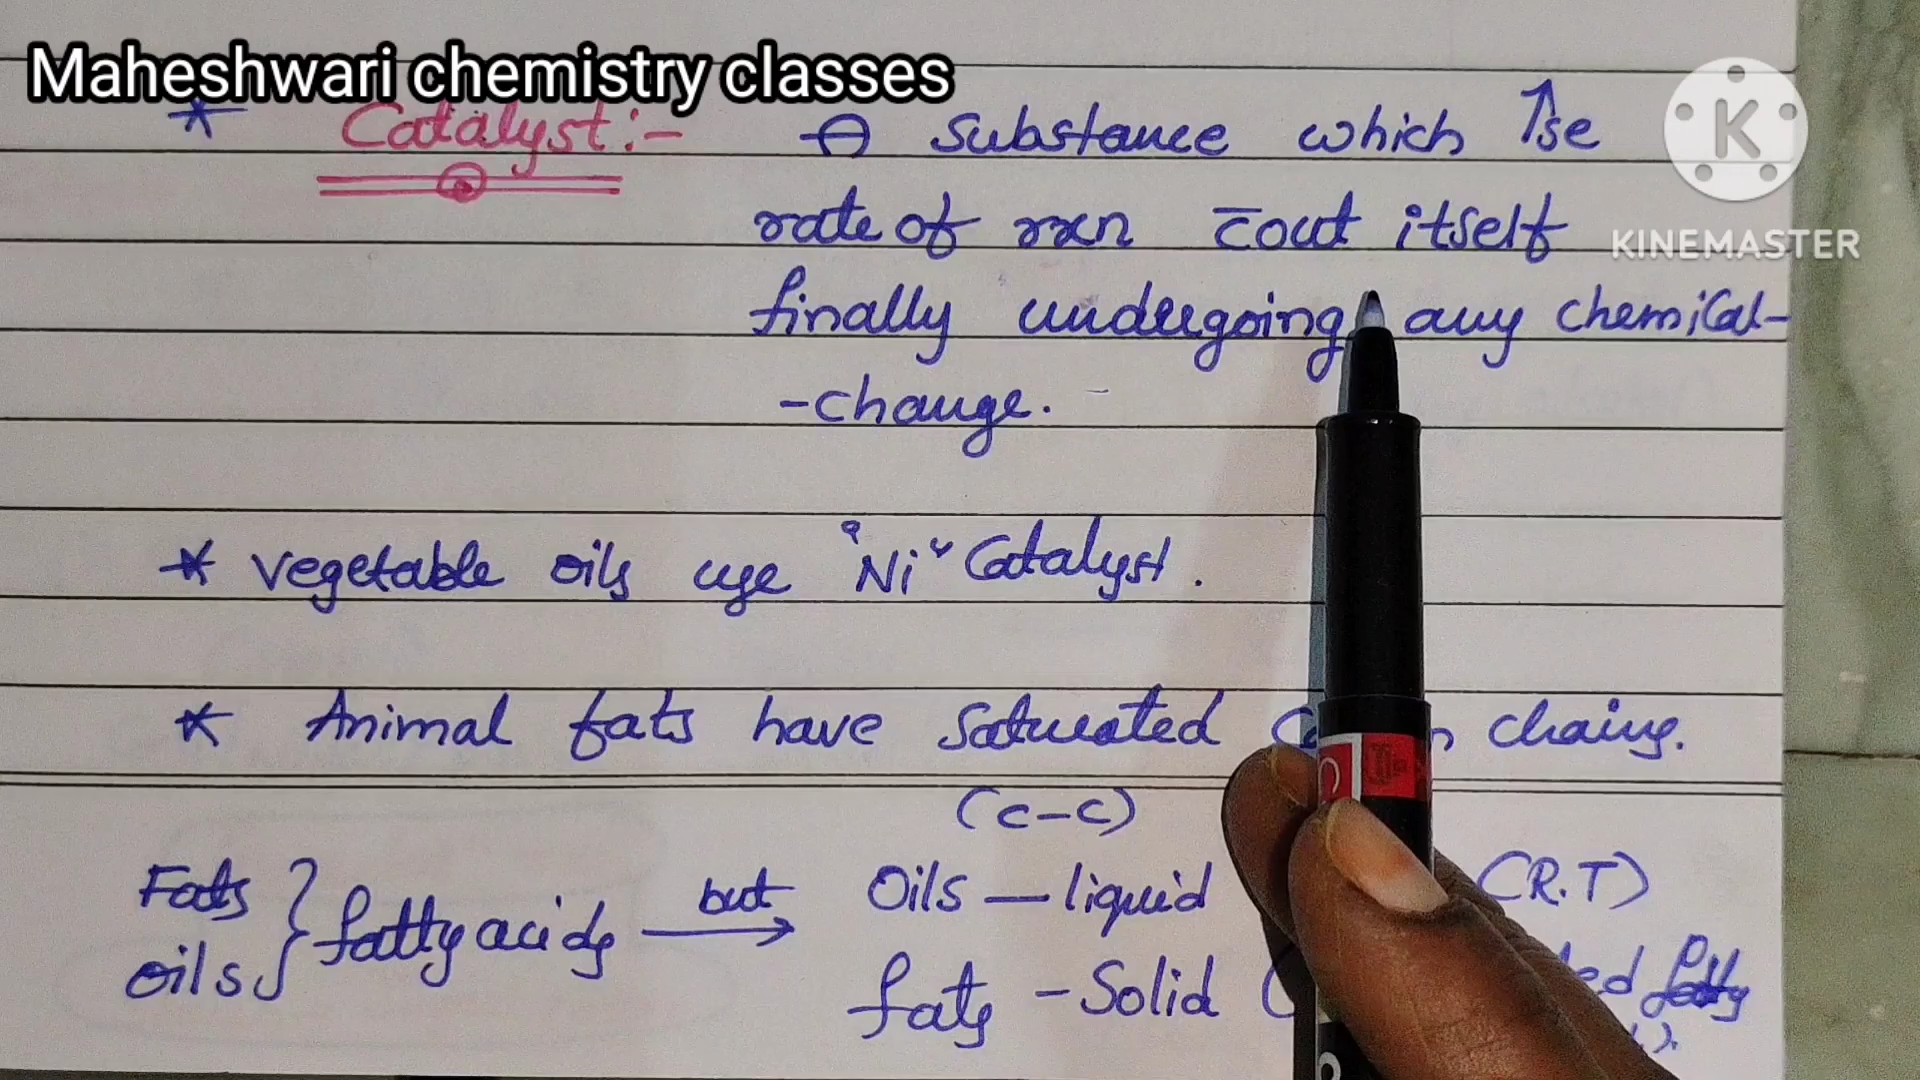 Maheshwari chemistry classes
* Catalyst:- A substance which ↑se
K
rate of rxn c̅out itself
KINEMASTER
finally undergoing any chemical-
-change.
* Vegetable oils use "Ni" Catalyst.
* Animal fats have saturated chains.
(C-C)
Fats
oils } fatty acids but → Oils – liquid (R.T)
fats - Solid